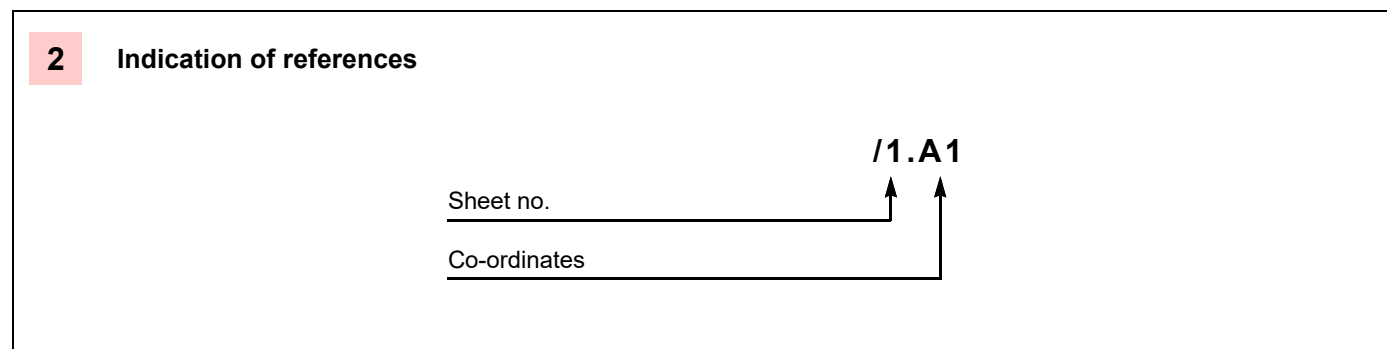 2 Indication of references
/1.A1
Sheet no.
Co-ordinates